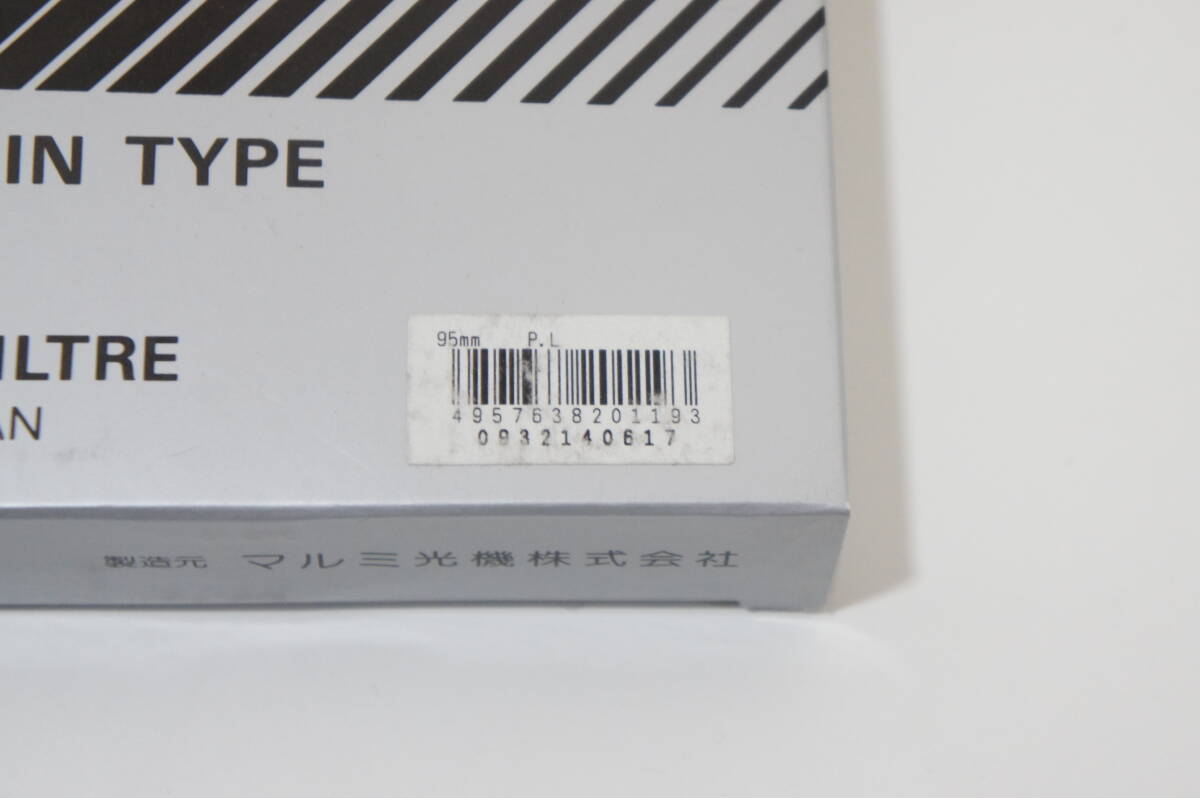 IN TYPE
ILTRE
AN
95mm P.L
4957638201193
0932140617
製造元 マルミ光機株式会社